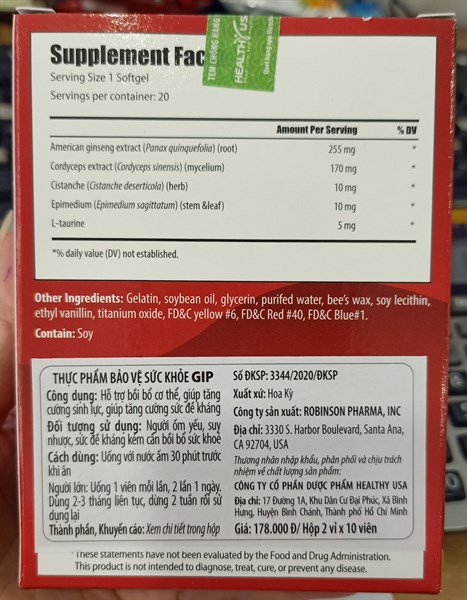 Supplement Fac
TEM CHỐNG HÀNG
HEALTHY US
Serving Size 1 Softgel
Servings per container: 20
Amount Per Serving % DV
American ginseng extract (Panax quinquefolia) (root) 255 mg *
Cordyceps extract (Cordyceps sinensis) (mycelium) 170 mg *
Cistanche (Cistanche deserticola) (herb) 10 mg *
Epimedium (Epimedium sagittatum) (stem &leaf) 10 mg *
L-taurine 5 mg *
*% daily value (DV) not established.
Other Ingredients: Gelatin, soybean oil, glycerin, purifed water, bee's wax, soy lecithin,
ethyl vanillin, titanium oxide, FD&C yellow #6, FD&C Red #40, FD&C Blue#1.
Contain: Soy
THỰC PHẨM BẢO VỆ SỨC KHỎE GIP
Công dụng: Hỗ trợ bồi bổ cơ thể, giúp tăng
cường sinh lực, giúp tăng cường sức đề kháng
Đối tượng sử dụng: Người ốm yếu, suy
nhược, sức đề kháng kém cần bồi bổ sức khoẻ
Cách dùng: Uống với nước ấm 30 phút trước
khi ăn
Người lớn: Uống 1 viên mỗi lần, 2 lần 1 ngày.
Dùng 2-3 tháng liên tục, dừng 2 tuần rồi sử
dụng lại
Thành phần, Khuyến cáo: Xem chi tiết trong hộp
Số ĐKSP: 3344/2020/ĐKSP
Xuất xứ: Hoa Kỳ
Công ty sản xuất: ROBINSON PHARMA, INC
Địa chỉ: 3330 S. Harbor Boulevard, Santa Ana,
CA 92704, USA
Thương nhân nhập khẩu, phân phối và chịu trách
nhiệm về chất lượng sản phẩm:
CÔNG TY CỔ PHẦN DƯỢC PHẨM HEALTHY USA
Địa chỉ: 17 Đường 1A, Khu Dân Cư Đại Phúc, Xã Bình
Hưng, Huyện Bình Chánh, Thành phố Hồ Chí Minh
Giá: 178.000 Đ/ Hộp 2 vỉ x 10 viên
These statements have not been evaluated by the Food and Drug Administration.
This product is not intended to diagnose, treat, cure, or prevent any disease.